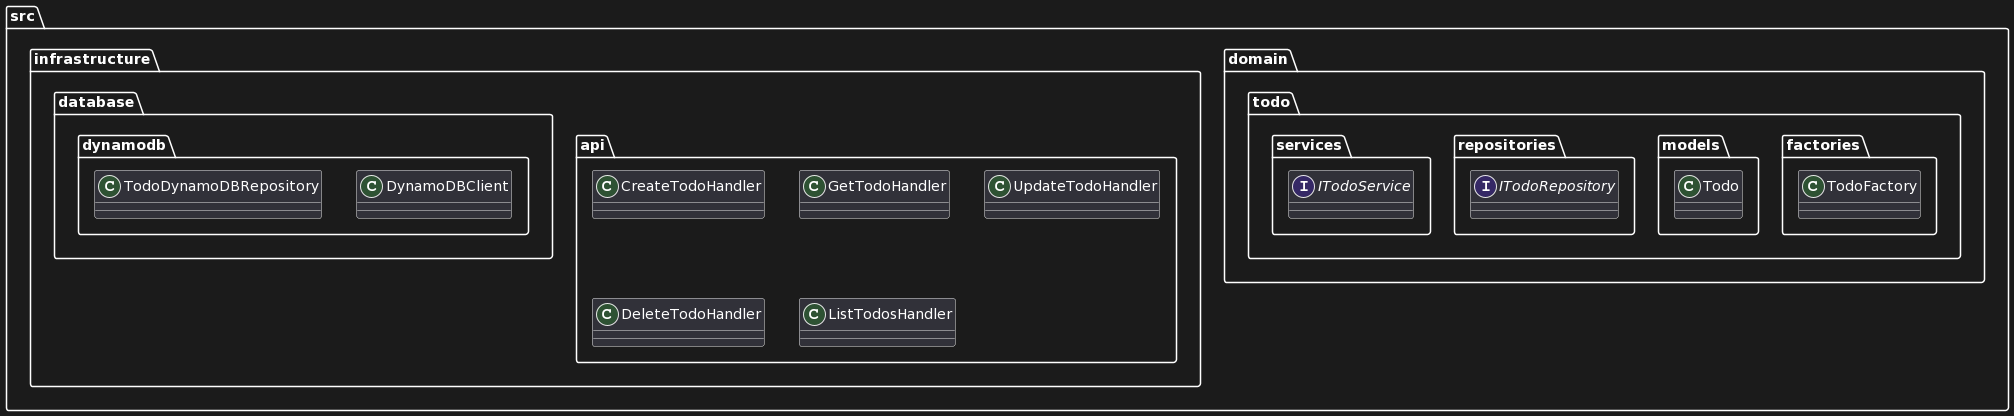 src
infrastructure
domain
database
todo
dynamodb
api
services
repositories
models
factories
C TodoDynamoDBRepository
C DynamoDBClient
C CreateTodoHandler
C GetTodoHandler
C UpdateTodoHandler
I ITodoService
I ITodoRepository
C Todo
C TodoFactory
C DeleteTodoHandler
C ListTodosHandler